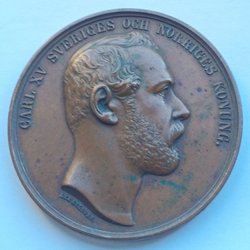 CARL XV SVERIGES OCH NORRIGES KONUNG.